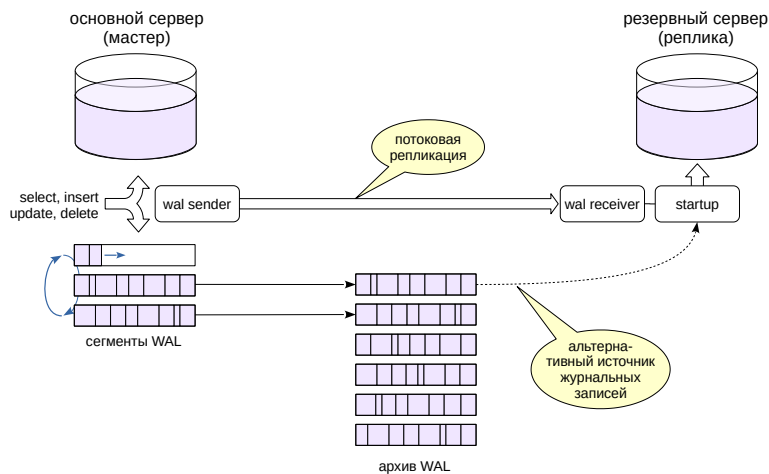 основной сервер
(мастер)
резервный сервер
(реплика)
потоковая
репликация
select, insert
update, delete
wal sender
wal receiver
startup
сегменты WAL
альтерна-
тивный источник
журнальных
записей
архив WAL